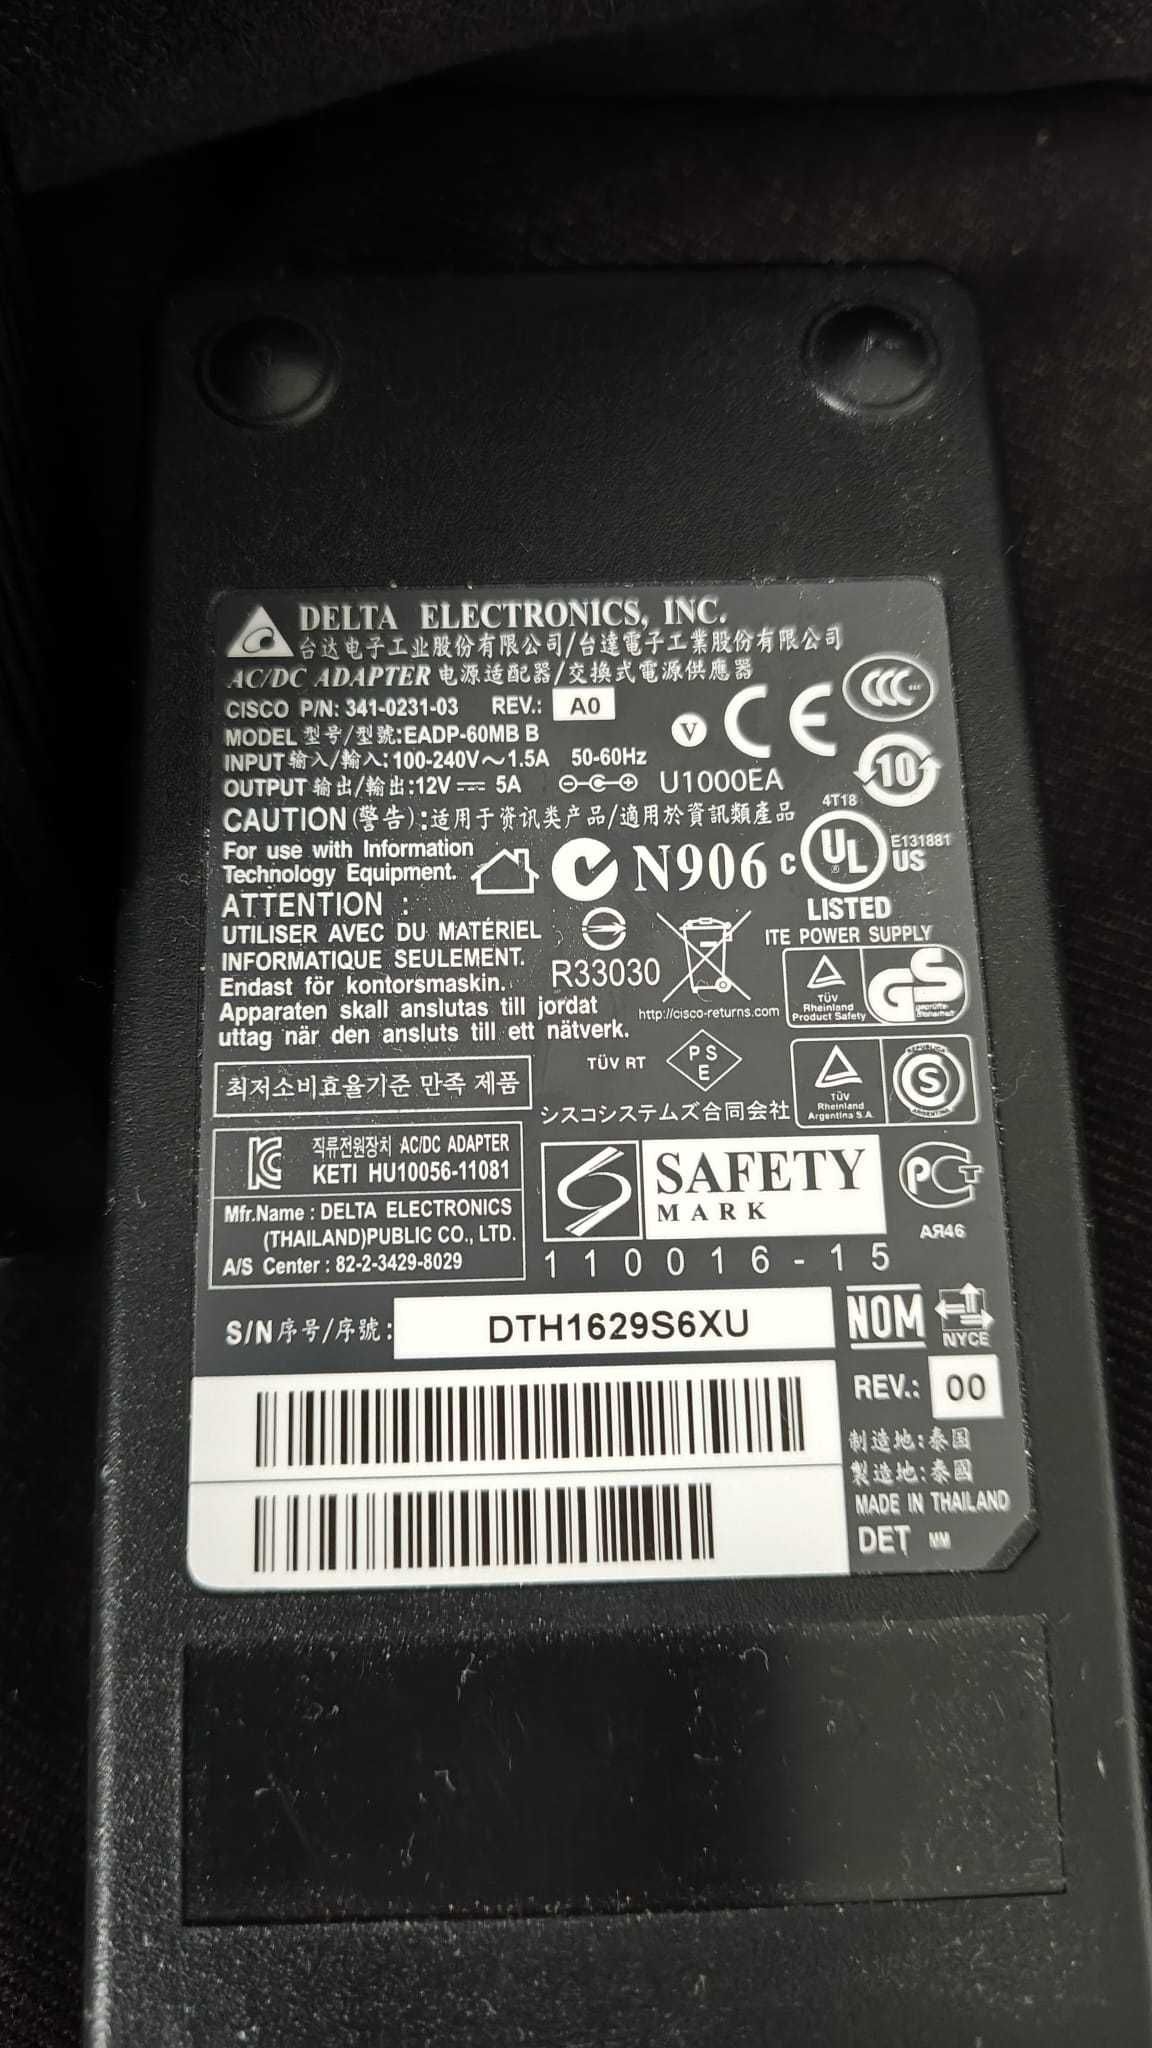 DELTA ELECTRONICS, INC.
台达电子工业股份有限公司/台達電子工業股份有限公司
AC/DC ADAPTER 电源适配器/交換式電源供應器
CISCO P/N: 341-0231-03 REV.: A0
MODEL 型号/型號:EADP-60MB B
INPUT 输入/輸入: 100-240V～1.5A 50-60Hz
OUTPUT 输出/輸出:12V⎓ 5A
V
CE
CCC
10
U1000EA
CAUTION (警告):适用于资讯类产品/適用於資訊類產品
For use with Information
Technology Equipment.
N906
4T18
C UL US
E131881
LISTED
ITE POWER SUPPLY
ATTENTION :
UTILISER AVEC DU MATÉRIEL
INFORMATIQUE SEULEMENT.
Endast för kontorsmaskin.
Apparaten skall anslutas till jordat
uttag när den ansluts till ett nätverk.
R33030
http://cisco-returns.com
TÜV
Rheinland
Product Safety
GS
TÜV RT
PSE
シスコシステムズ合同会社
TÜV
Rheinland
Argentina S.A.
S
최저소비효율기준 만족 제품
KC
직류전원장치 AC/DC ADAPTER
KETI HU10056-11081
Mfr.Name : DELTA ELECTRONICS
(THAILAND)PUBLIC CO., LTD.
A/S Center : 82-2-3429-8029
SAFETY
MARK
110016-15
PCT
АЯ46
S/N序号/序號: DTH1629S6XU
NOM
NYCE
REV.: 00
制造地:泰国
製造地:泰國
MADE IN THAILAND
DET MM